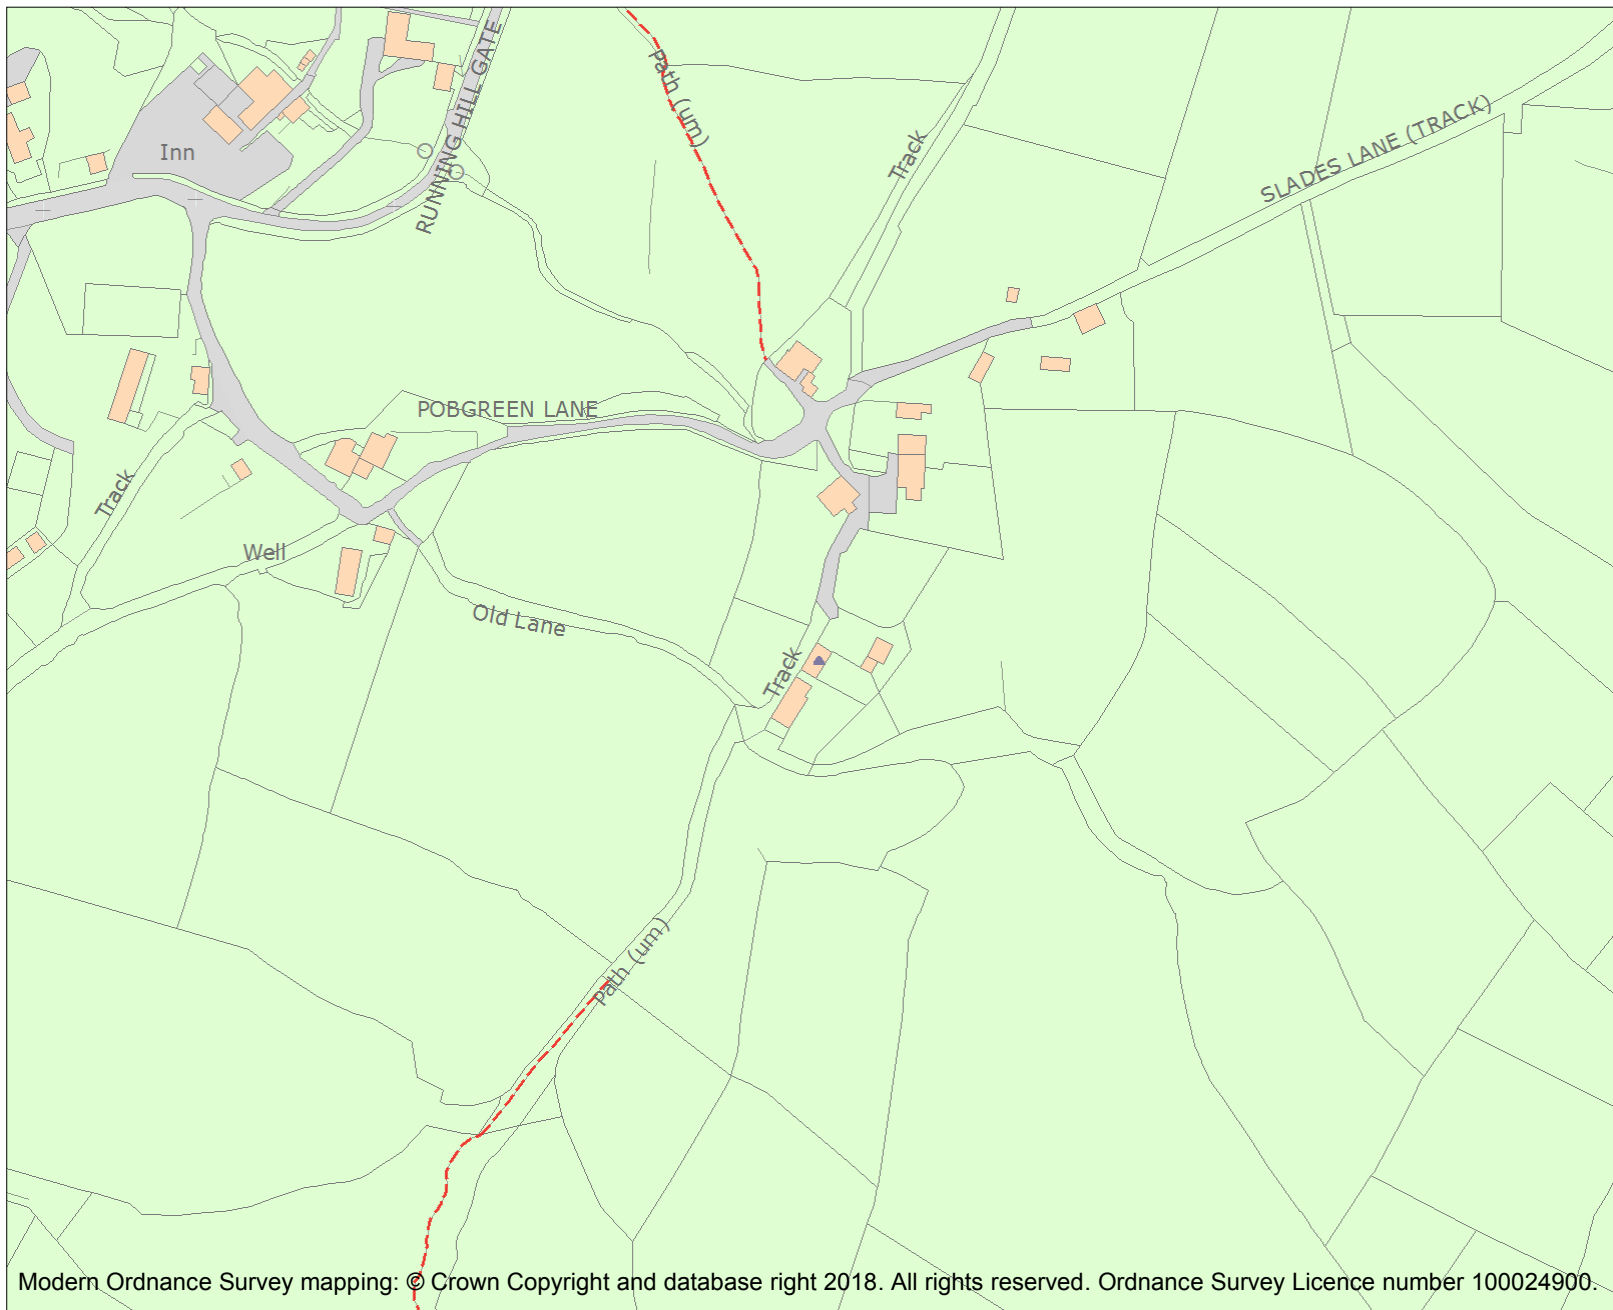 RUNNING HILL GATE
Path (um)
Track
SLADES LANE (TRACK)
Inn
POBGREEN LANE
Track
Well
Old Lane
Track
Path (um)
Modern Ordnance Survey mapping: © Crown Copyright and database right 2018. All rights reserved. Ordnance Survey Licence number 100024900.